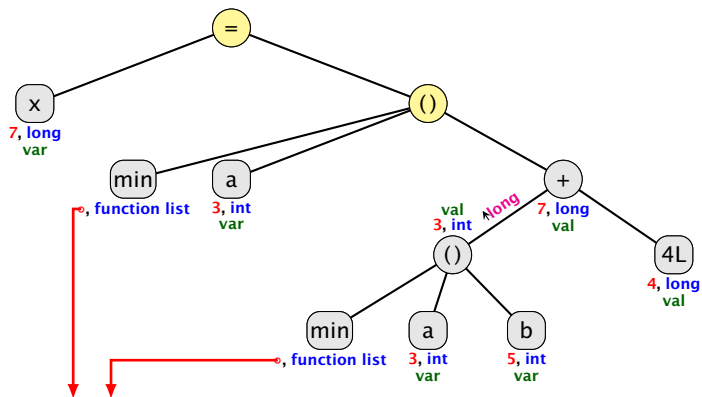 =
x
7, long
var
()
min
, function list
a
3, int
var
+
7, long
val
long
val
3, int
()
4L
4, long
val
min
, function list
a
3, int
var
b
5, int
var